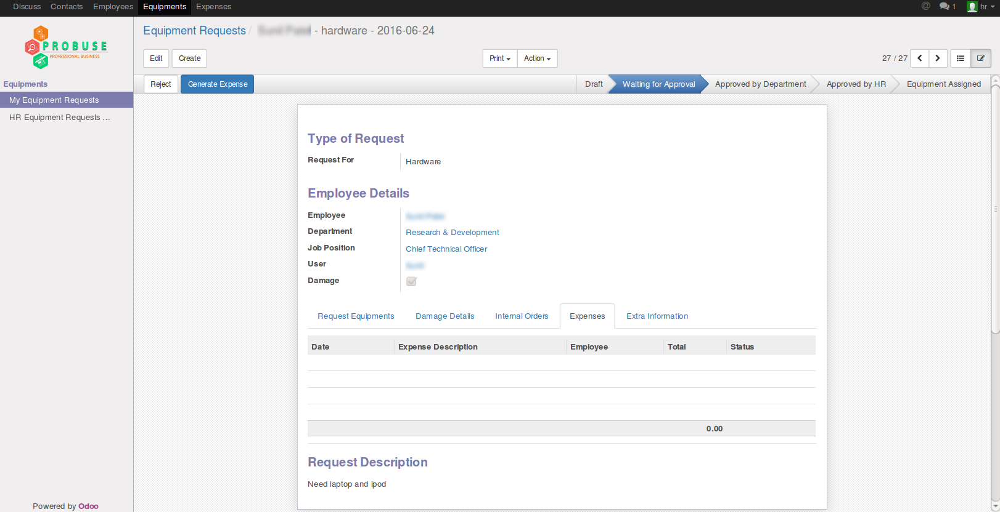 Discuss Contacts Employees Equipments Expenses @ 1 hr
PROBUSE
PROFESSIONAL BUSINESS
Equipment Requests / - hardware - 2016-06-24
Edit Create Print Action 27 / 27
Equipments
My Equipment Requests
HR Equipment Requests ...
Reject Generate Expense Draft Waiting for Approval Approved by Department Approved by HR Equipment Assigned
Type of Request
Request For Hardware
Employee Details
Employee
Department Research & Development
Job Position Chief Technical Officer
User
Damage
Request Equipments Damage Details Internal Orders Expenses Extra Information
Date Expense Description Employee Total Status
0.00
Request Description
Need laptop and ipod
Powered by Odoo